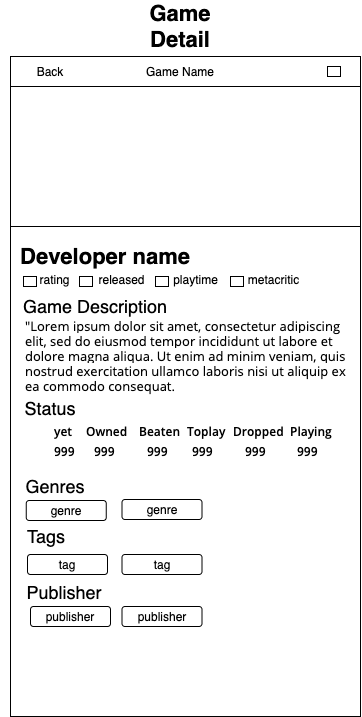 Game
Detail
Back Game Name
Developer name
rating released playtime metacritic
Game Description
"Lorem ipsum dolor sit amet, consectetur adipiscing
elit, sed do eiusmod tempor incididunt ut labore et
dolore magna aliqua. Ut enim ad minim veniam, quis
nostrud exercitation ullamco laboris nisi ut aliquip ex
ea commodo consequat.
Status
yet Owned Beaten Toplay Dropped Playing
999 999 999 999 999 999
Genres
genre genre
Tags
tag tag
Publisher
publisher publisher